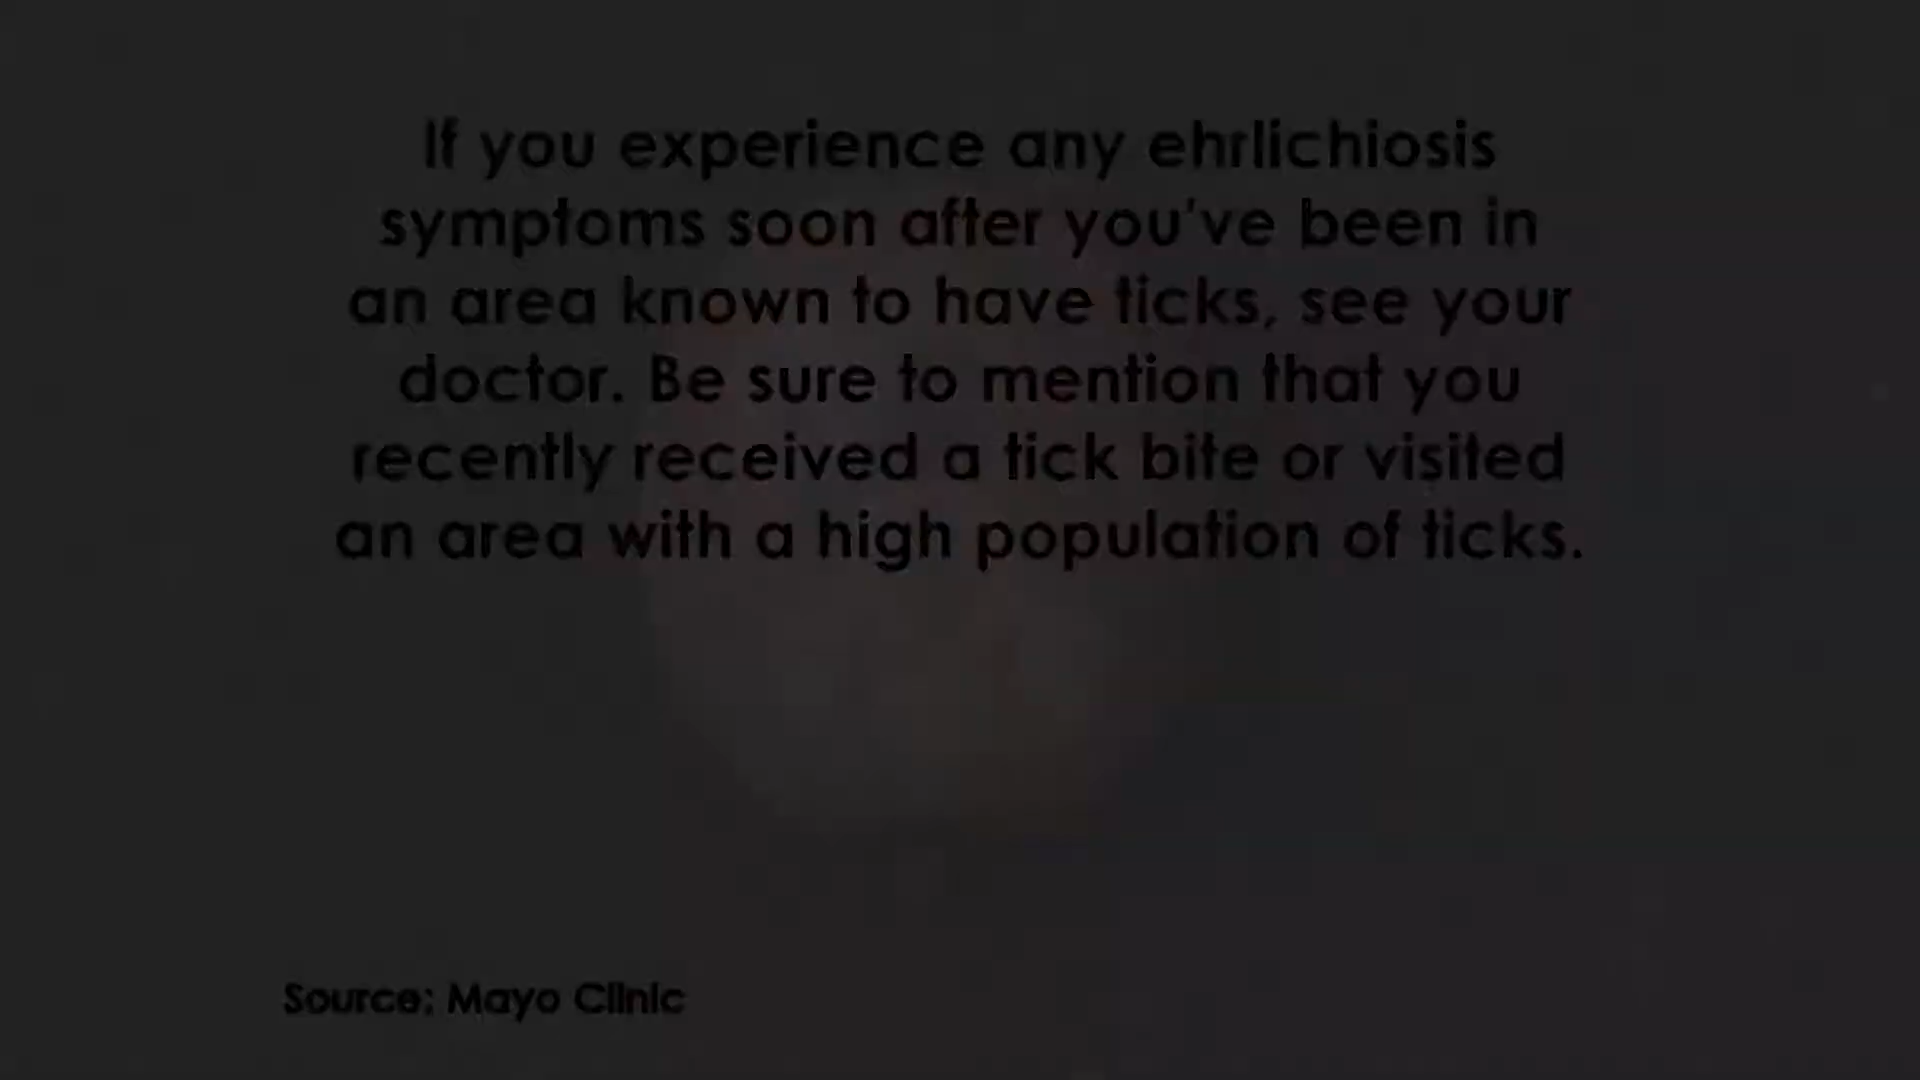 If you experience any ehrlichiosis
symptoms soon after you've been in
an area known to have ticks, see your
doctor. Be sure to mention that you
recently received a tick bite or visited
an area with a high population of ticks.
Source: Mayo Clinic